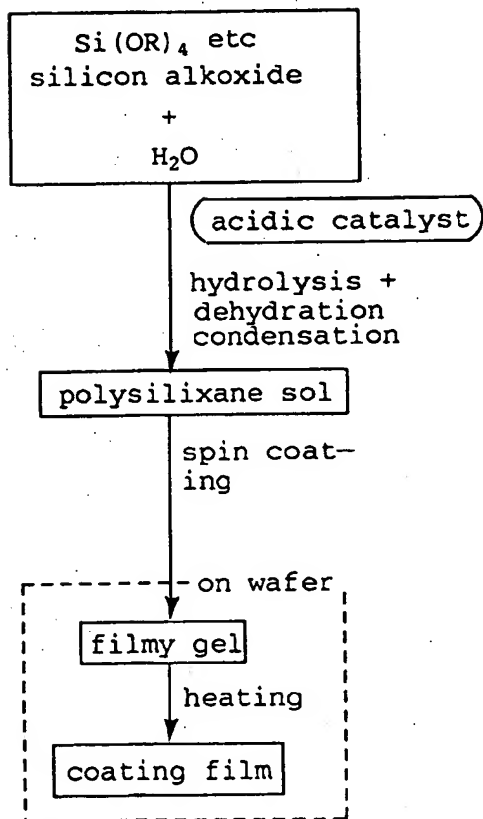 Si(OR)₄ etc
silicon alkoxide
+
H₂O
acidic catalyst
hydrolysis +
dehydration
condensation
polysilixane sol
spin coat—
ing
on wafer
filmy gel
heating
coating film